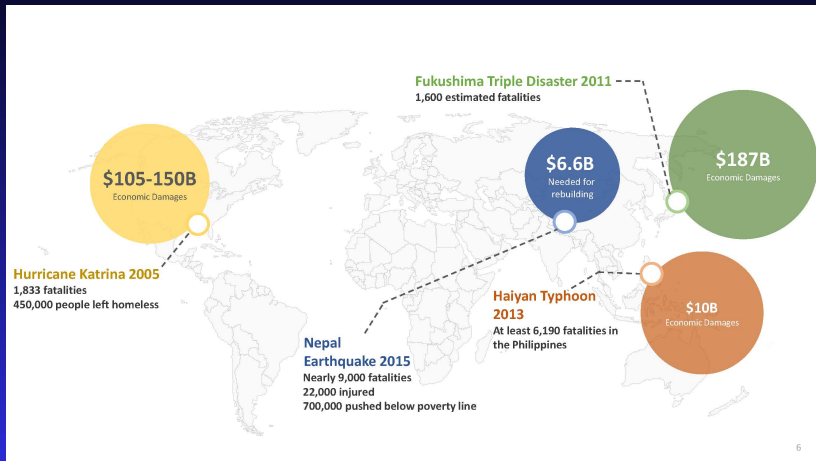 Fukushima Triple Disaster 2011
1,600 estimated fatalities
$105-150B
Economic Damages
$6.6B
Needed for
rebuilding
$187B
Economic Damages
Hurricane Katrina 2005
1,833 fatalities
450,000 people left homeless
Haiyan Typhoon
2013
At least 6,190 fatalities in
the Philippines
$10B
Economic Damages
Nepal
Earthquake 2015
Nearly 9,000 fatalities
22,000 injured
700,000 pushed below poverty line
6